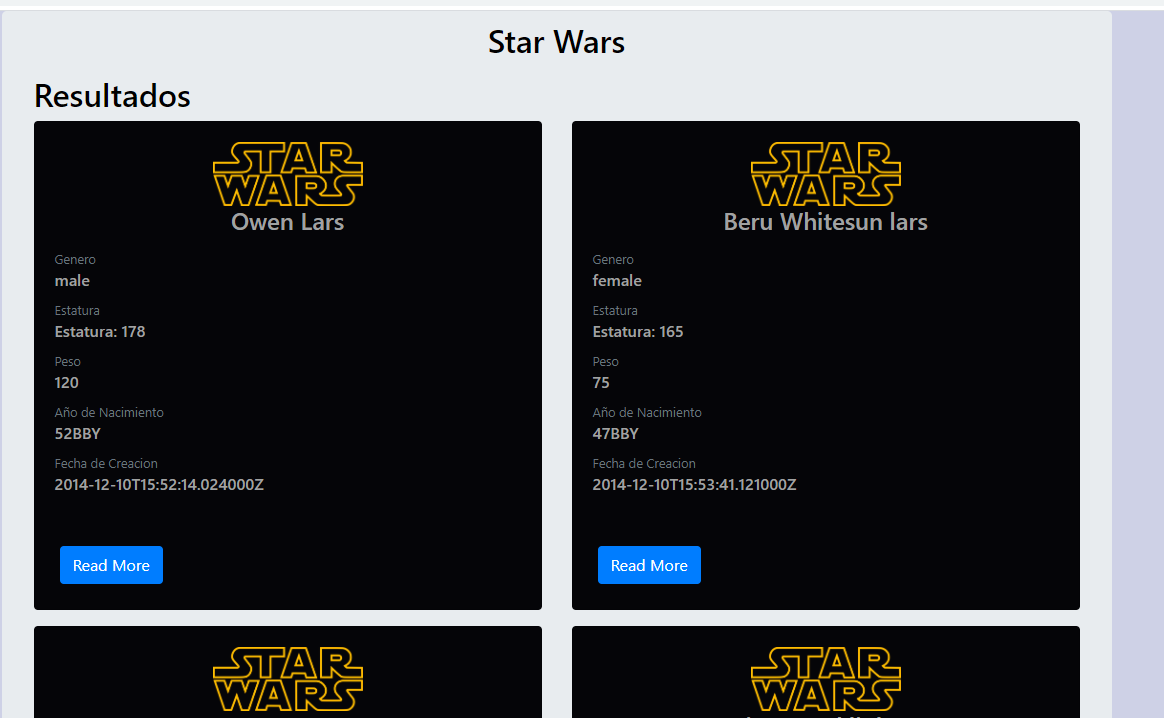 Star Wars
Resultados
STAR
WARS
Owen Lars
Genero
male
Estatura
Estatura: 178
Peso
120
Año de Nacimiento
52BBY
Fecha de Creacion
2014-12-10T15:52:14.024000Z
Read More
STAR
WARS
Beru Whitesun lars
Genero
female
Estatura
Estatura: 165
Peso
75
Año de Nacimiento
47BBY
Fecha de Creacion
2014-12-10T15:53:41.121000Z
Read More
STAR
WARS
STAR
WARS